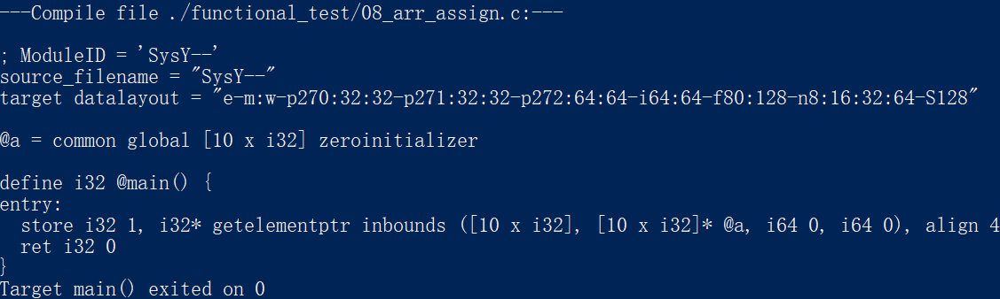 ---Compile file ./functional_test/08_arr_assign.c:---
; ModuleID = 'SysY--'
source_filename = "SysY--"
target datalayout = "e-m:w-p270:32:32-p271:32:32-p272:64:64-i64:64-f80:128-n8:16:32:64-S128"
@a = common global [10 x i32] zeroinitializer
define i32 @main() {
entry:
  store i32 1, i32* getelementptr inbounds ([10 x i32], [10 x i32]* @a, i64 0, i64 0), align 4
  ret i32 0
}
Target main() exited on 0